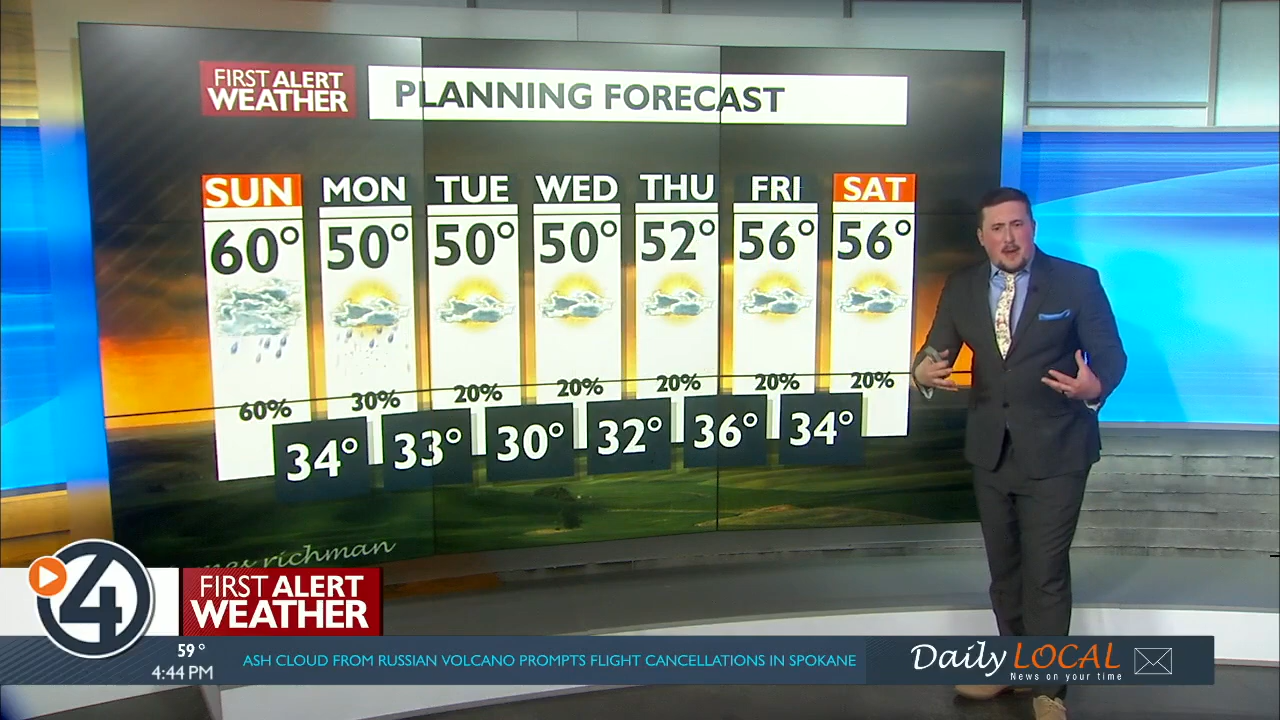 FIRST ALERT
WEATHER
PLANNING FORECAST
SUN MON TUE WED THU FRI SAT
60° 50° 50° 50° 52° 56° 56°
60% 30% 20% 20% 20% 20% 20%
34° 33° 30° 32° 36° 34°
richman
4
FIRST ALERT
WEATHER
59°
4:44 PM
ASH CLOUD FROM RUSSIAN VOLCANO PROMPTS FLIGHT CANCELLATIONS IN SPOKANE
Daily LOCAL
News on your time